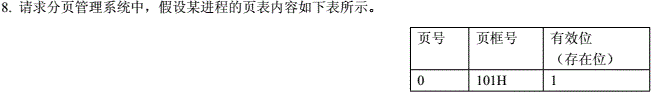 8. 请求分页管理系统中，假设某进程的页表内容如下表所示。
页号 页框号 有效位
（存在位）
0 101H 1